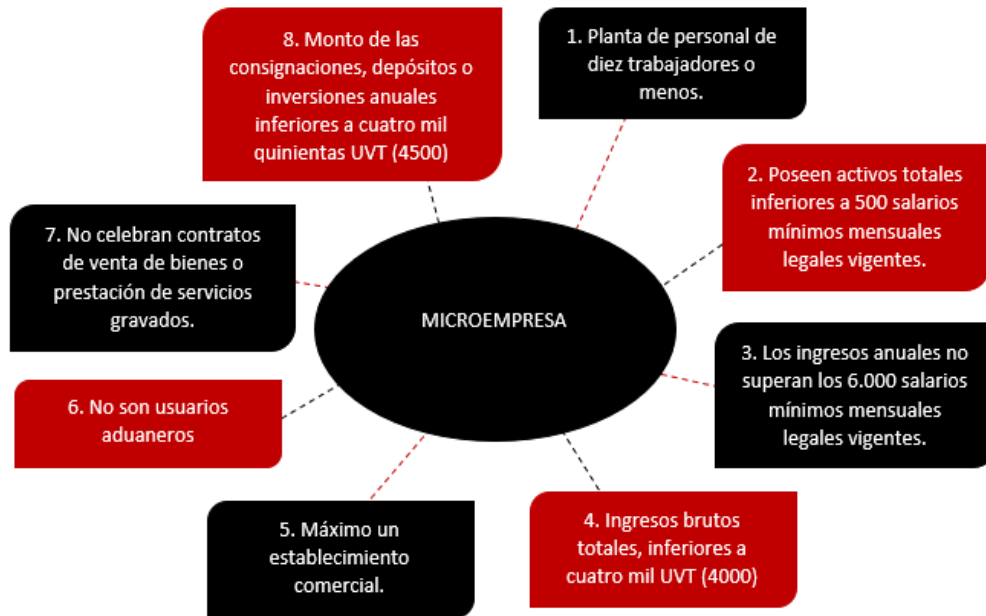 MICROEMPRESA
1. Planta de personal de
diez trabajadores o
menos.
2. Poseen activos totales
inferiores a 500 salarios
mínimos mensuales
legales vigentes.
3. Los ingresos anuales no
superan los 6.000 salarios
mínimos mensuales
legales vigentes.
4. Ingresos brutos
totales, inferiores a
cuatro mil UVT (4000)
5. Máximo un
establecimiento
comercial.
6. No son usuarios
aduaneros
7. No celebran contratos
de venta de bienes o
prestación de servicios
gravados.
8. Monto de las
consignaciones, depósitos o
inversiones anuales
inferiores a cuatro mil
quinientas UVT (4500)